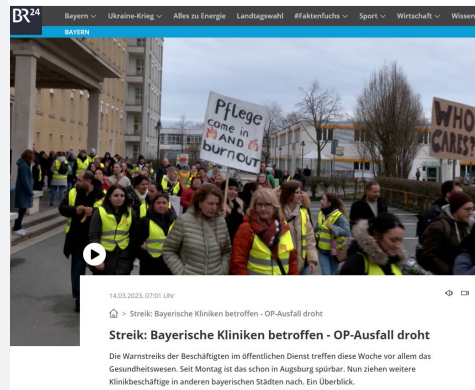 BR24
Bayern Ukraine-Krieg Alles zu Energie Landtagswahl #Faktenfuchs Sport Wirtschaft Wissen
BAYERN
Pflege
come in
AND
burnout
WHO
CARES?
14.03.2023, 07:01 Uhr
> Streik: Bayerische Kliniken betroffen - OP-Ausfall droht
Streik: Bayerische Kliniken betroffen - OP-Ausfall droht
Die Warnstreiks der Beschäftigten im öffentlichen Dienst treffen diese Woche vor allem das
Gesundheitswesen. Seit Montag ist das schon in Augsburg spürbar. Nun ziehen weitere
Klinikbeschäftige in anderen bayerischen Städten nach. Ein Überblick.